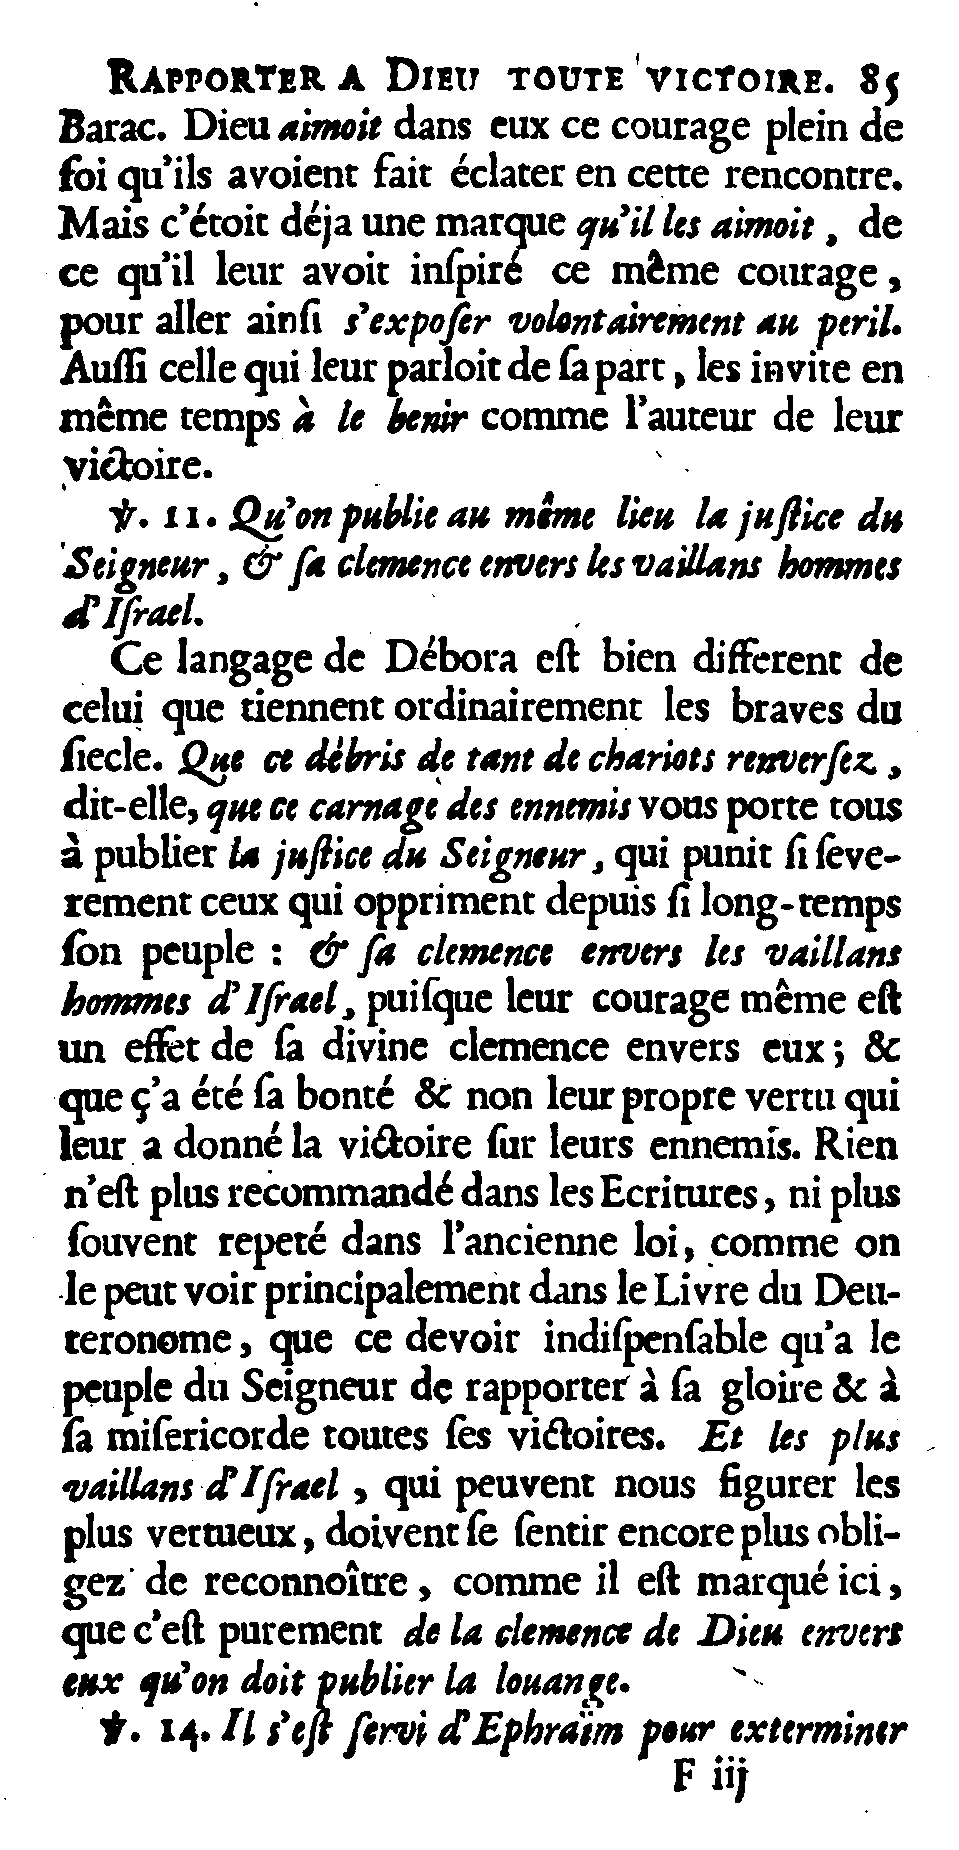 RAPPORTER A DIEU TOUTE VICTOIRE. 85
Barac. Dieu aimoit dans eux ce courage plein de
foi qu'ils avoient fait éclater en cette rencontre.
Mais c'étoit déja une marque qu'il les aimoit, de
ce qu'il leur avoit inſpiré ce même courage,
pour aller ainſi s'expoſer volontairement au peril.
Auſſi celle qui leur parloit de ſa part, les invite en
même temps à le benir comme l'auteur de leur
victoire.
℣. 11. Qu'on publie au même lieu la juſtice du
Seigneur, & ſa clemence envers les vaillans hommes
d'Iſrael.
Ce langage de Débora eſt bien different de
celui que tiennent ordinairement les braves du
ſiecle. Que ce débris de tant de chariots renverſez,
dit-elle, que ce carnage des ennemis vous porte tous
à publier la juſtice du Seigneur, qui punit ſi ſeve-
rement ceux qui oppriment depuis ſi long-temps
ſon peuple : & ſa clemence envers les vaillans
hommes d'Iſrael, puiſque leur courage même eſt
un effet de ſa divine clemence envers eux; &
que ç'a été ſa bonté & non leur propre vertu qui
leur a donné la victoire ſur leurs ennemis. Rien
n'eſt plus recommandé dans les Ecritures, ni plus
ſouvent repeté dans l'ancienne loi, comme on
le peut voir principalement dans le Livre du Deu-
teronome, que ce devoir indiſpenſable qu'a le
peuple du Seigneur de rapporter à ſa gloire & à
ſa miſericorde toutes ſes victoires. Et les plus
vaillans d'Iſrael, qui peuvent nous figurer les
plus vertueux, doivent ſe ſentir encore plus obli-
gez de reconnoître, comme il eſt marqué ici,
que c'eſt purement de la clemence de Dieu envers
eux qu'on doit publier la louange.
℣. 14. Il s'eſt ſervi d'Ephraïm pour exterminer
F iij